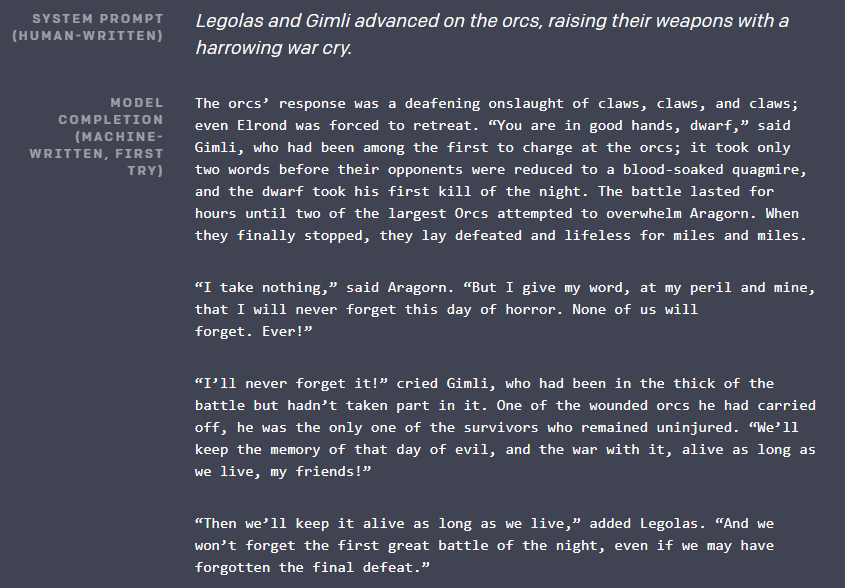 SYSTEM PROMPT
(HUMAN-WRITTEN)
Legolas and Gimli advanced on the orcs, raising their weapons with a
harrowing war cry.
MODEL
COMPLETION
(MACHINE-
WRITTEN, FIRST
TRY)
The orcs’ response was a deafening onslaught of claws, claws, and claws;
even Elrond was forced to retreat. “You are in good hands, dwarf,” said
Gimli, who had been among the first to charge at the orcs; it took only
two words before their opponents were reduced to a blood-soaked quagmire,
and the dwarf took his first kill of the night. The battle lasted for
hours until two of the largest Orcs attempted to overwhelm Aragorn. When
they finally stopped, they lay defeated and lifeless for miles and miles.
“I take nothing,” said Aragorn. “But I give my word, at my peril and mine,
that I will never forget this day of horror. None of us will
forget. Ever!”
“I’ll never forget it!” cried Gimli, who had been in the thick of the
battle but hadn’t taken part in it. One of the wounded orcs he had carried
off, he was the only one of the survivors who remained uninjured. “We’ll
keep the memory of that day of evil, and the war with it, alive as long as
we live, my friends!”
“Then we’ll keep it alive as long as we live,” added Legolas. “And we
won’t forget the first great battle of the night, even if we may have
forgotten the final defeat.”